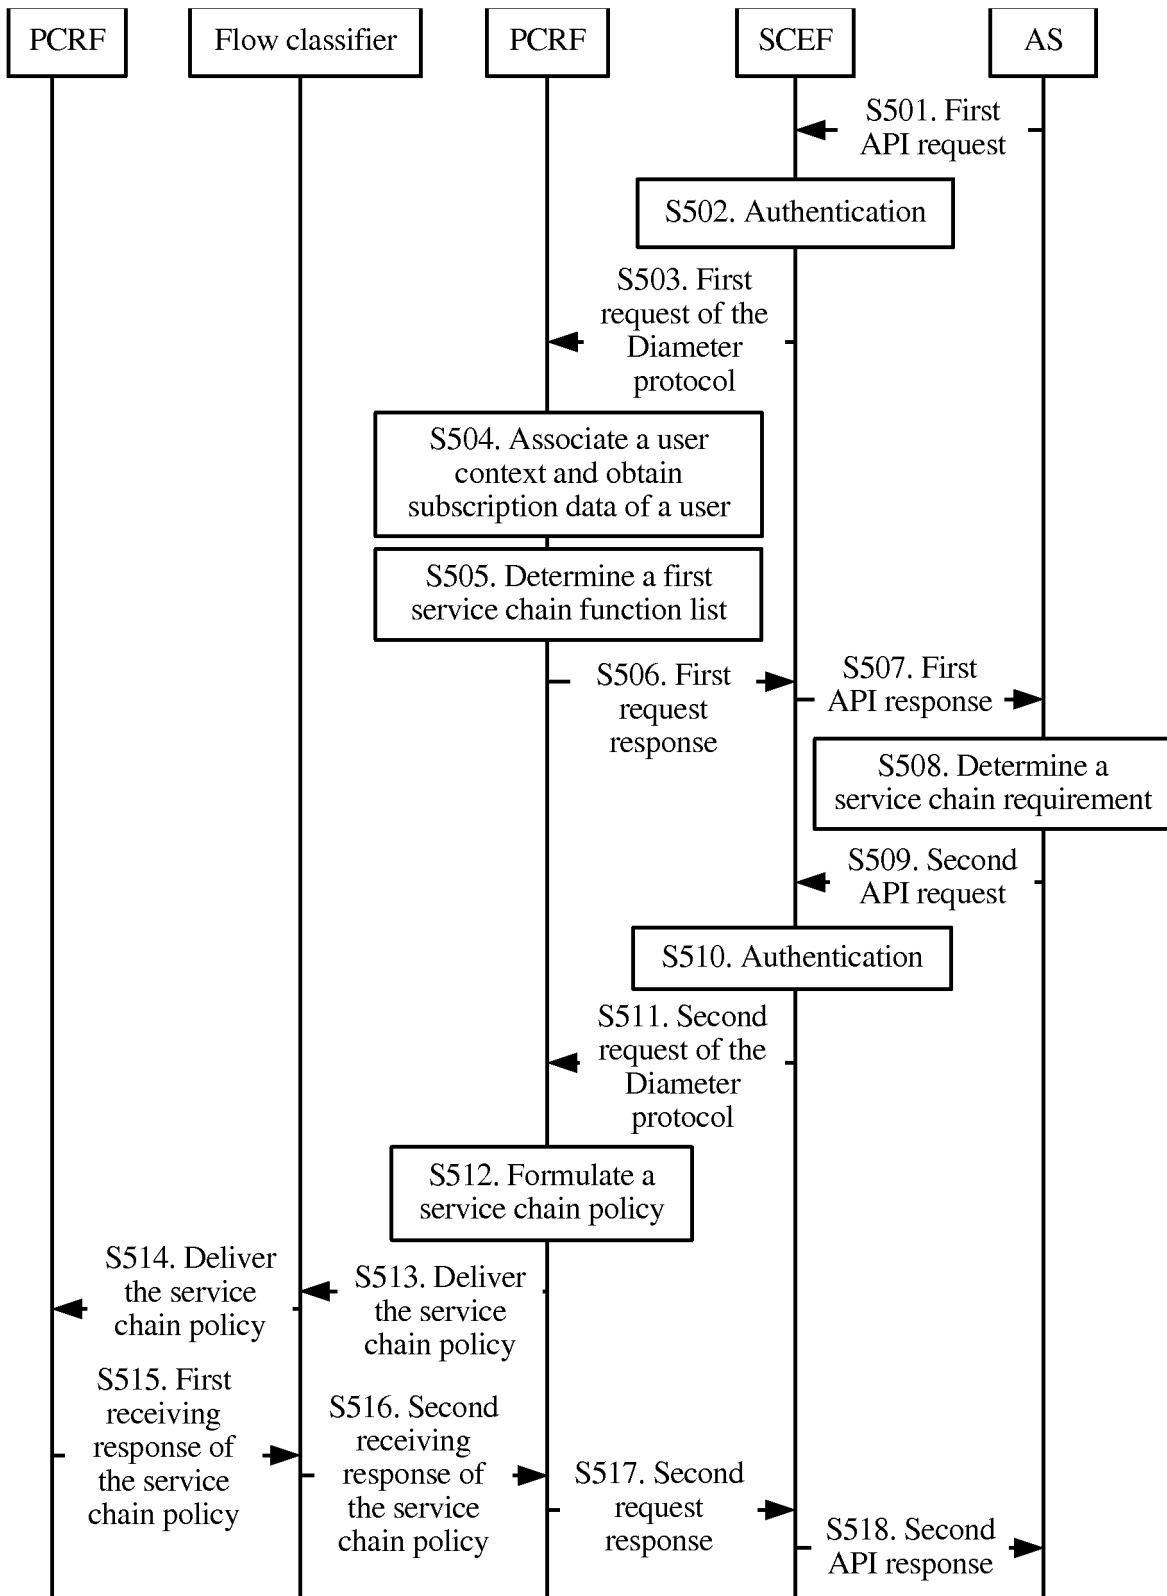 PCRF
Flow classifier
PCRF
SCEF
AS
S501. First
API request
S502. Authentication
S503. First
request of the
Diameter
protocol
S504. Associate a user
context and obtain
subscription data of a user
S505. Determine a first
service chain function list
S506. First
request
response
S507. First
API response
S508. Determine a
service chain requirement
S509. Second
API request
S510. Authentication
S511. Second
request of the
Diameter
protocol
S512. Formulate a
service chain policy
S514. Deliver
the service
chain policy
S513. Deliver
the service
chain policy
S515. First
receiving
response of
the service
chain policy
S516. Second
receiving
response of
the service
chain policy
S517. Second
request
response
S518. Second
API response